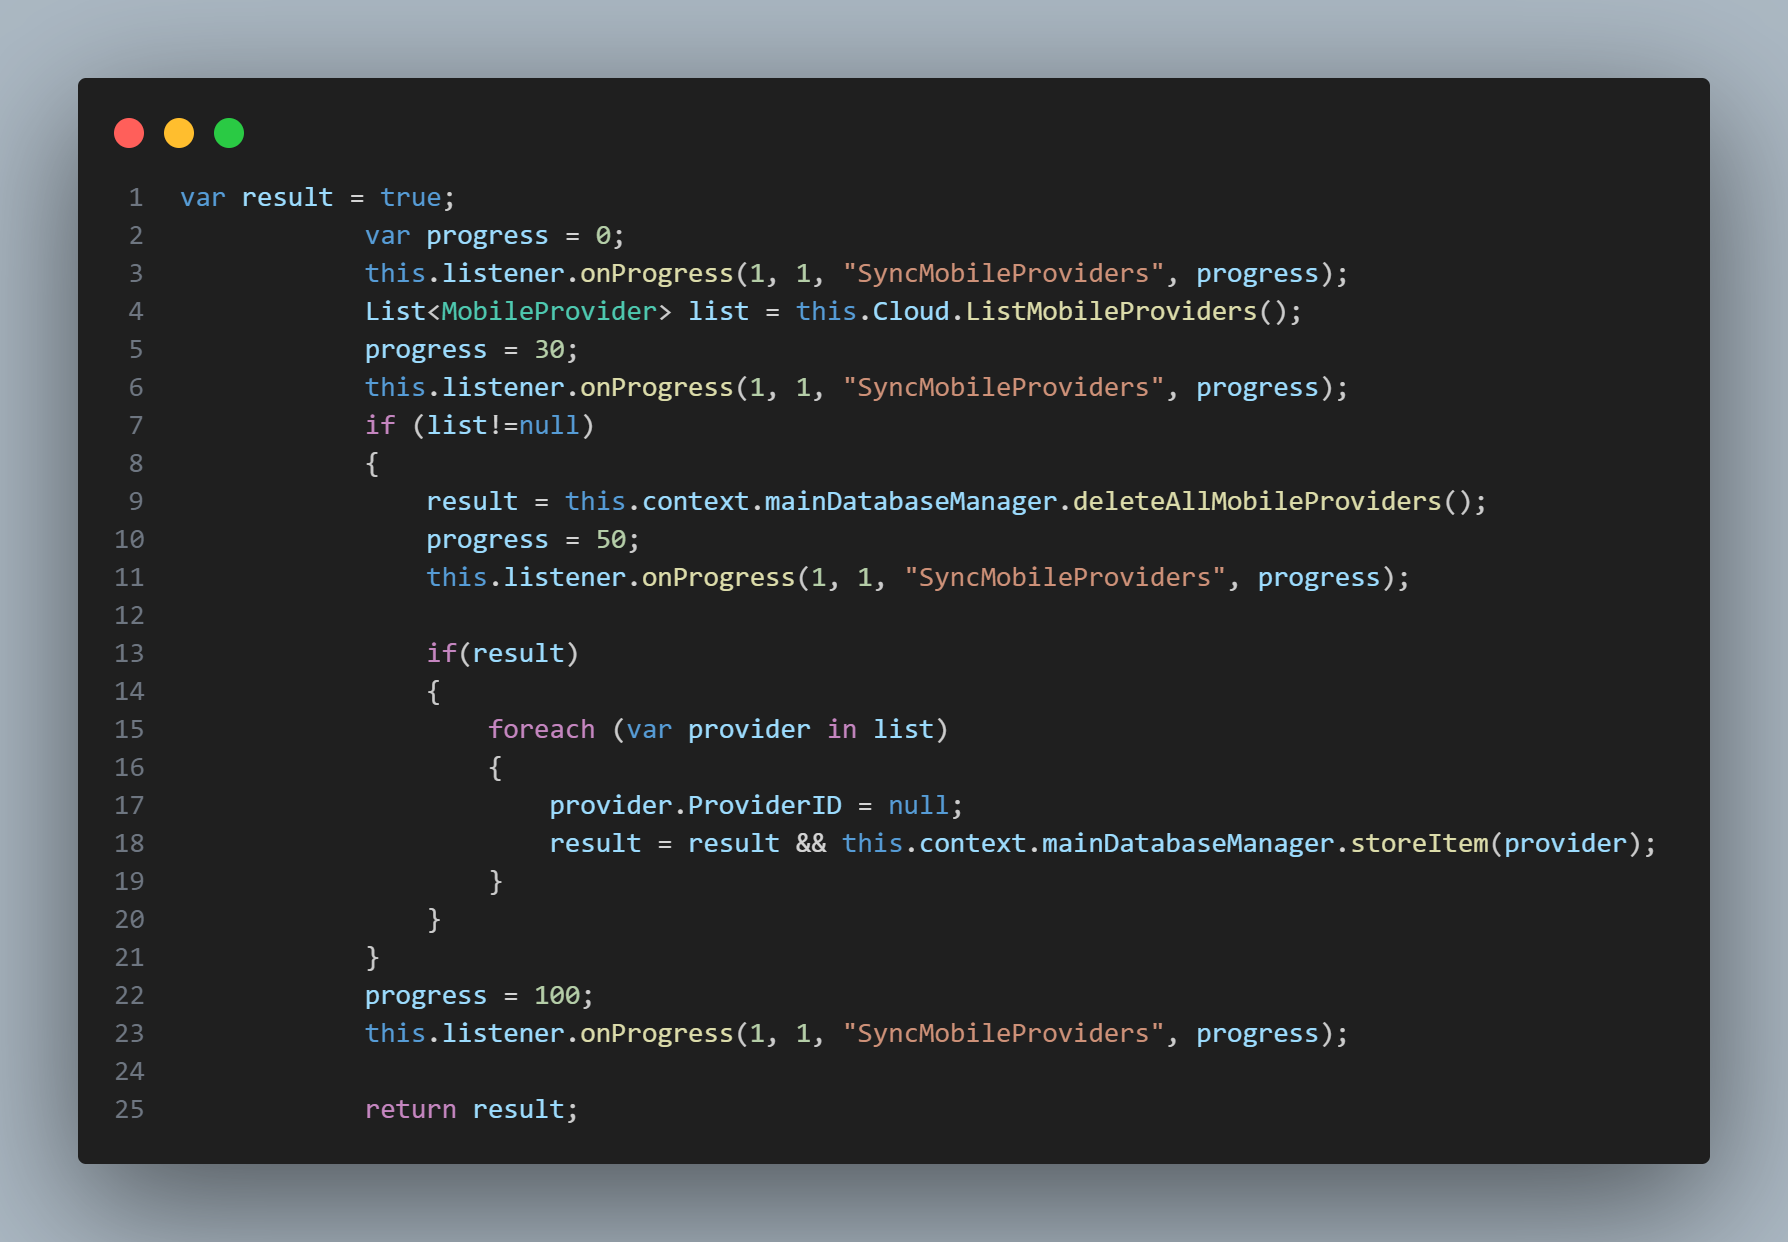 1 var result = true;
2 var progress = 0;
3 this.listener.onProgress(1, 1, "SyncMobileProviders", progress);
4 List<MobileProvider> list = this.Cloud.ListMobileProviders();
5 progress = 30;
6 this.listener.onProgress(1, 1, "SyncMobileProviders", progress);
7 if (list!=null)
8 {
9 result = this.context.mainDatabaseManager.deleteAllMobileProviders();
10 progress = 50;
11 this.listener.onProgress(1, 1, "SyncMobileProviders", progress);
12
13 if(result)
14 {
15 foreach (var provider in list)
16 {
17 provider.ProviderID = null;
18 result = result && this.context.mainDatabaseManager.storeItem(provider);
19 }
20 }
21 }
22 progress = 100;
23 this.listener.onProgress(1, 1, "SyncMobileProviders", progress);
24
25 return result;